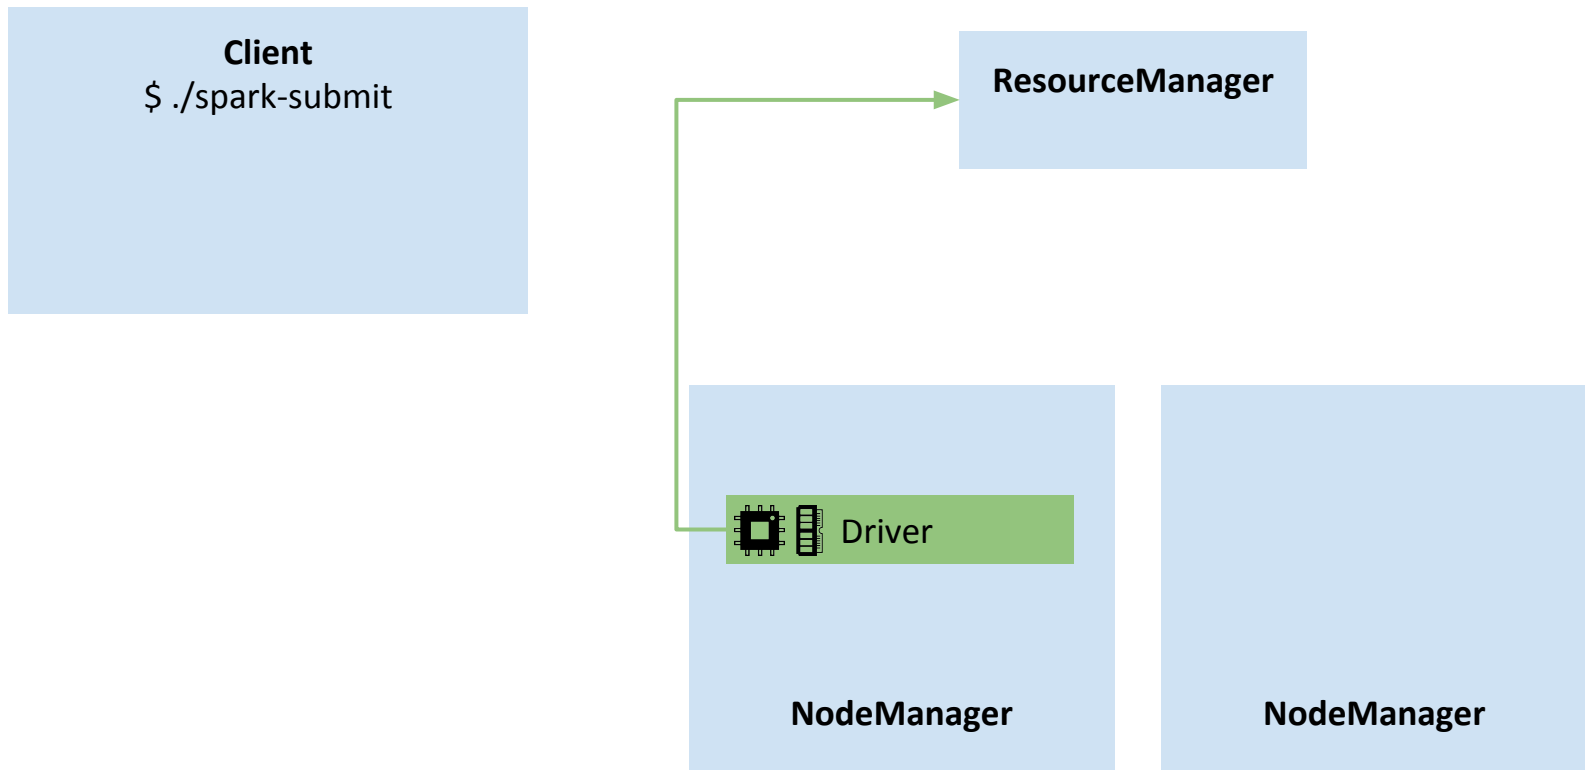 Client
$ ./spark-submit
ResourceManager
Driver
NodeManager
NodeManager